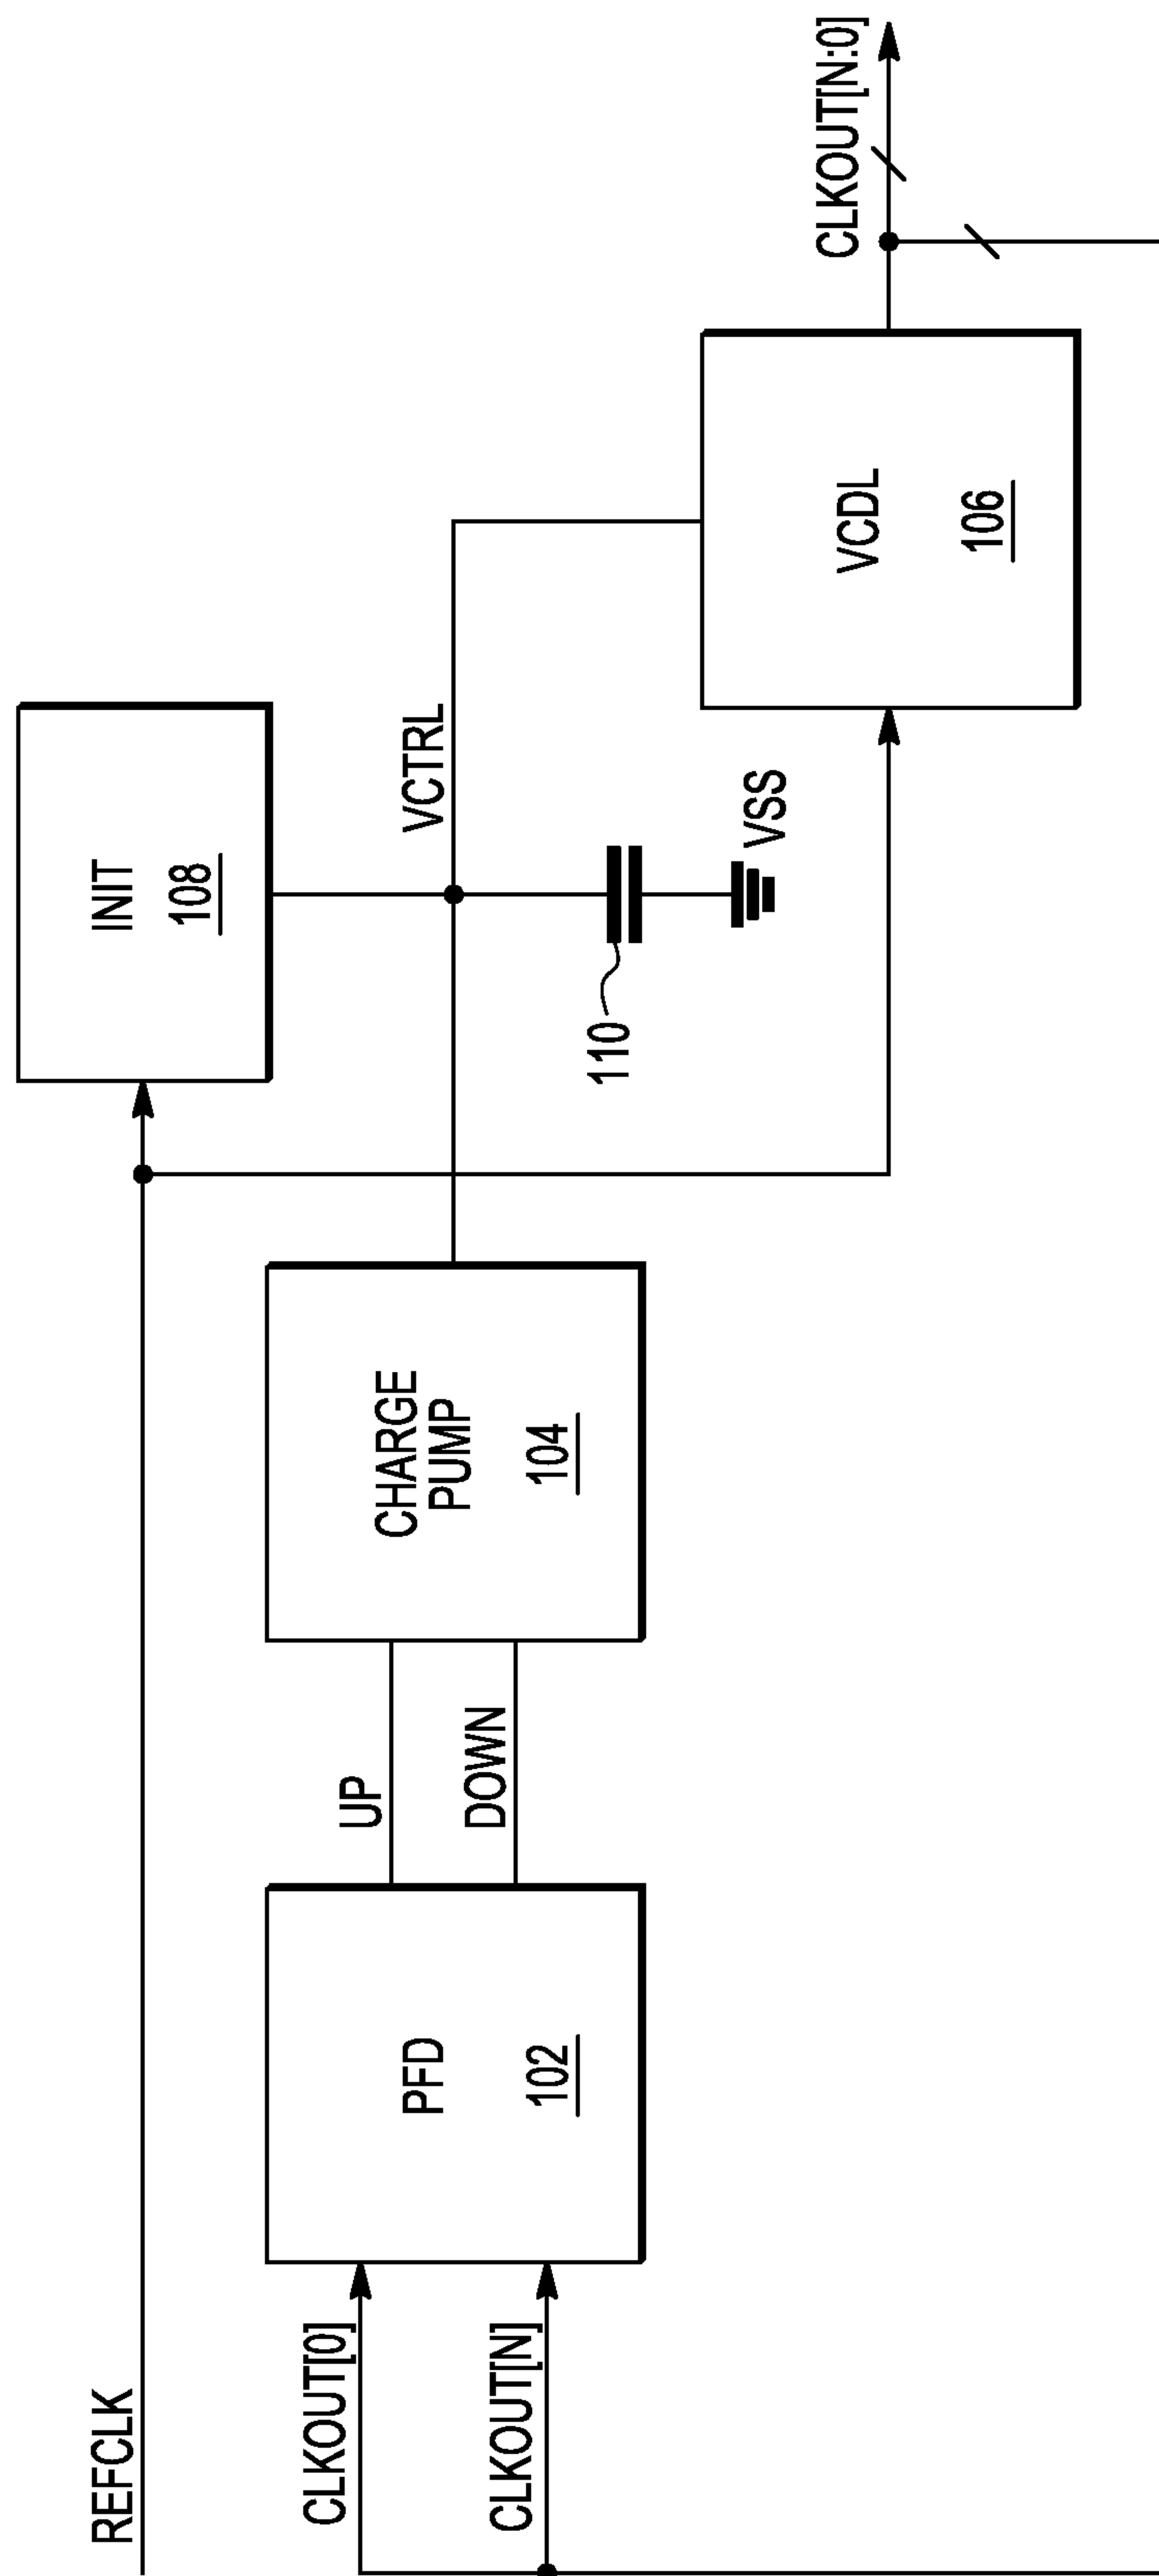 REFCLK
INIT
108
CLKOUT[0]
CLKOUT[N]
PFD
102
UP
DOWN
CHARGE
PUMP
104
VCTRL
110
VSS
VCDL
106
CLKOUT[N:0]